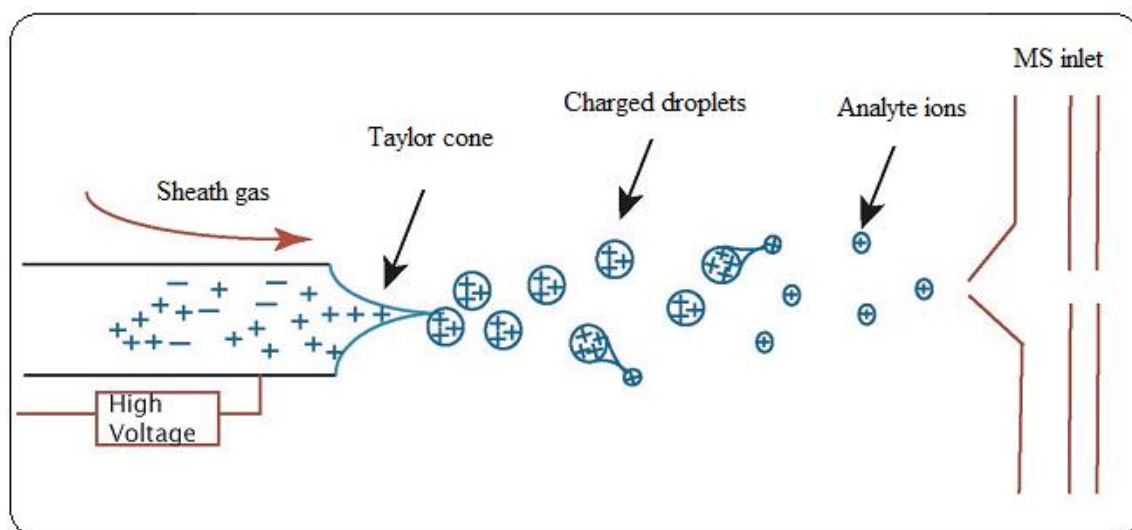 MS inlet
Charged droplets
Analyte ions
Taylor cone
Sheath gas
High
Voltage